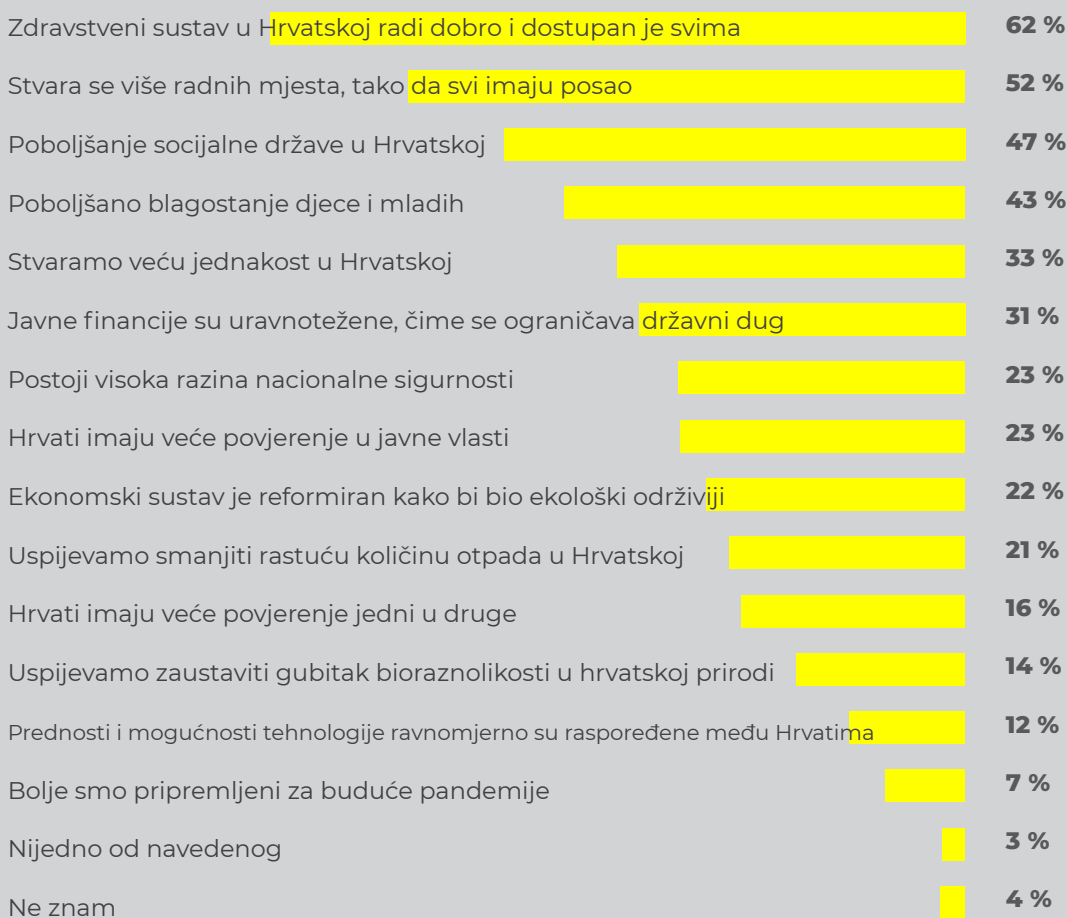 Zdravstveni sustav u Hrvatskoj radi dobro i dostupan je svima 62 %
Stvara se više radnih mjesta, tako da svi imaju posao 52 %
Poboljšanje socijalne države u Hrvatskoj 47 %
Poboljšano blagostanje djece i mladih 43 %
Stvaramo veću jednakost u Hrvatskoj 33 %
Javne financije su uravnotežene, čime se ograničava državni dug 31 %
Postoji visoka razina nacionalne sigurnosti 23 %
Hrvati imaju veće povjerenje u javne vlasti 23 %
Ekonomski sustav je reformiran kako bi bio ekološki održiviji 22 %
Uspijevamo smanjiti rastuću količinu otpada u Hrvatskoj 21 %
Hrvati imaju veće povjerenje jedni u druge 16 %
Uspijevamo zaustaviti gubitak bioraznolikosti u hrvatskoj prirodi 14 %
Prednosti i mogućnosti tehnologije ravnomjerno su raspoređene među Hrvatima 12 %
Bolje smo pripremljeni za buduće pandemije 7 %
Nijedno od navedenog 3 %
Ne znam 4 %